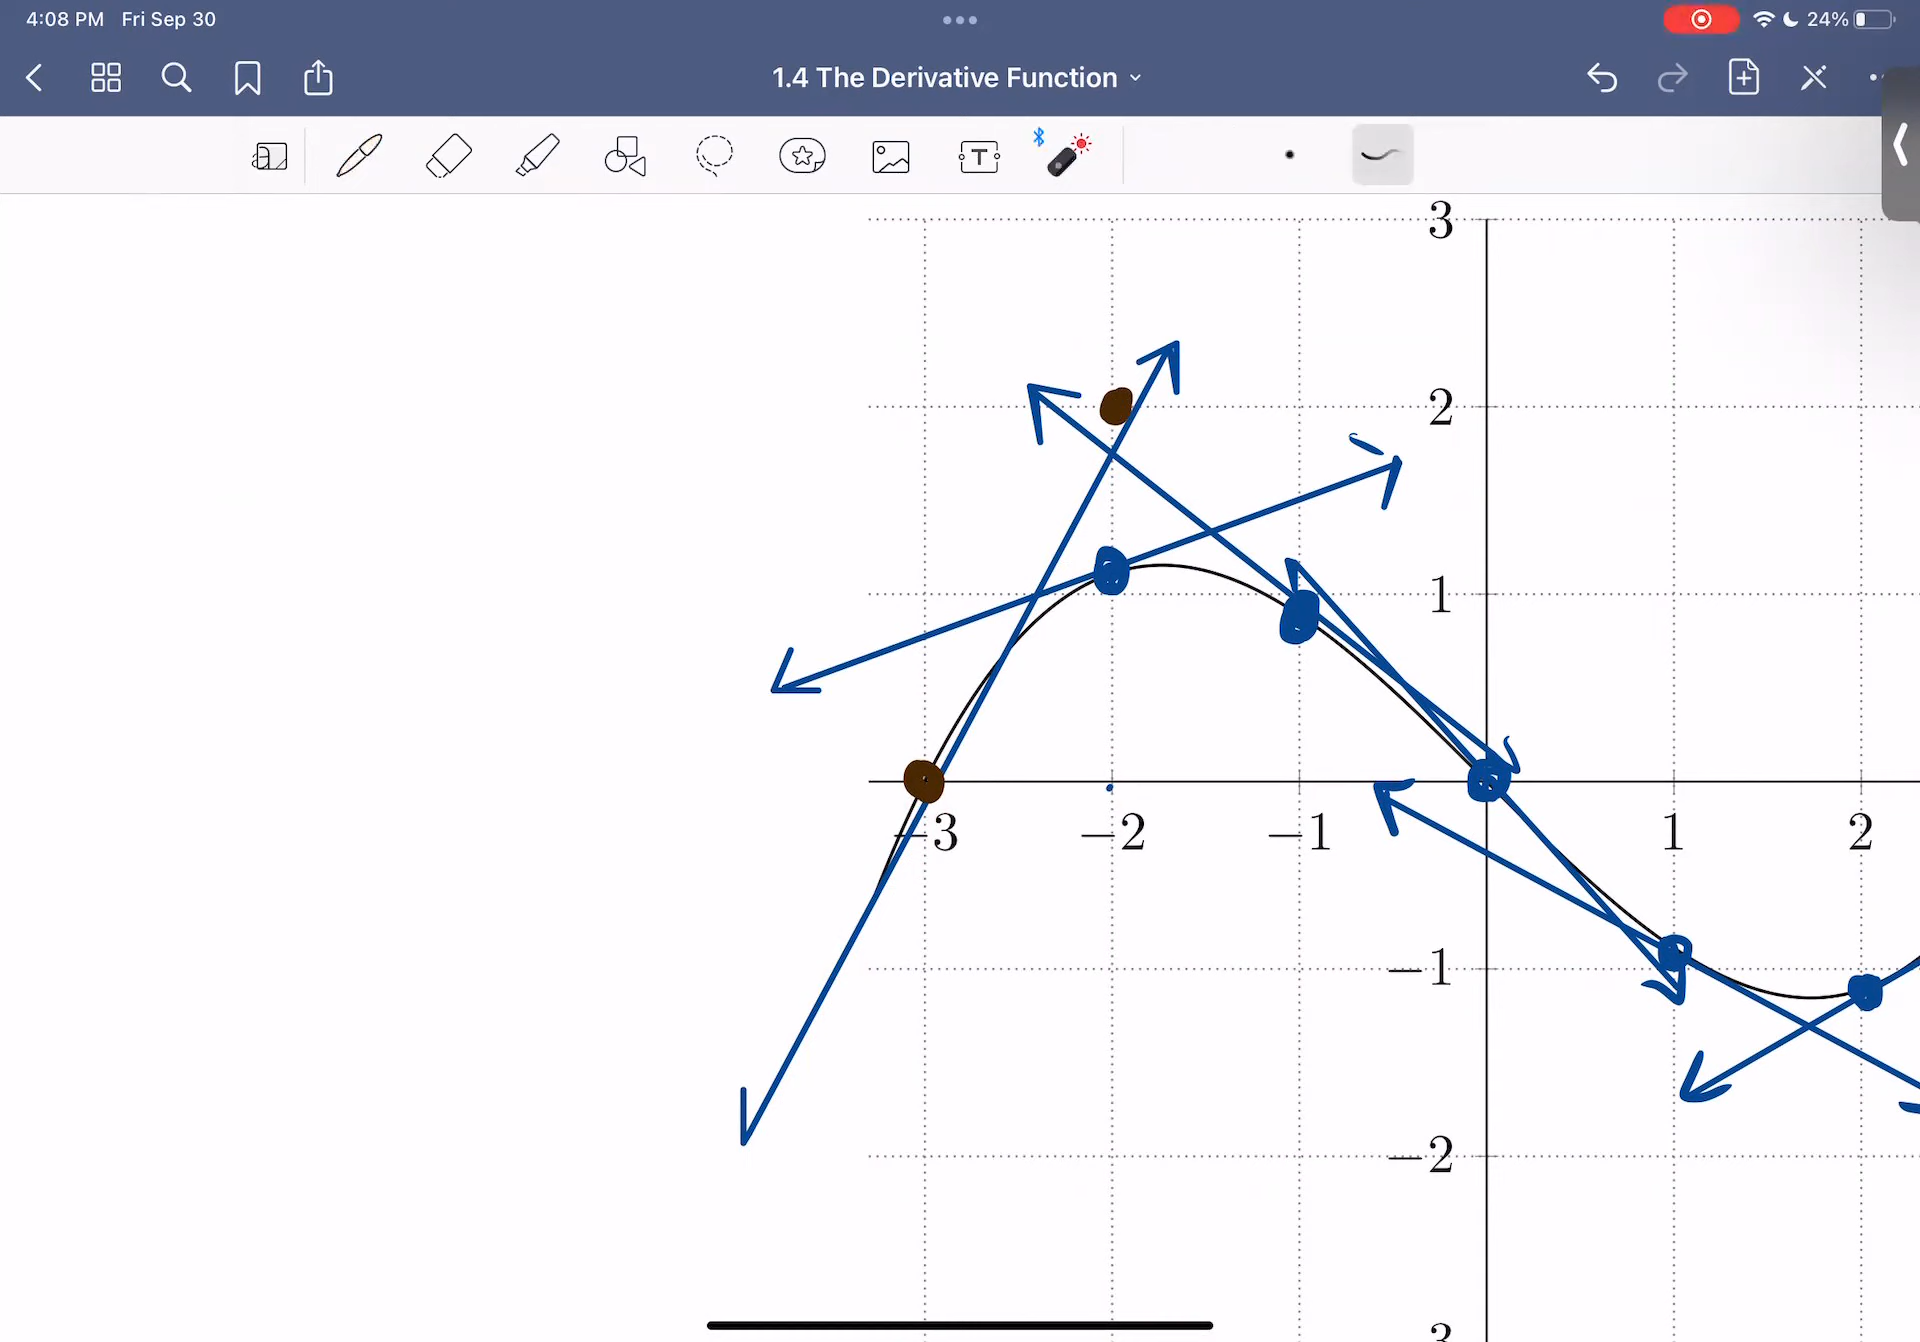 4:08 PM Fri Sep 30
24%
1.4 The Derivative Function
T
3
2
1
−3 −2 −1 1 2
−1
−2